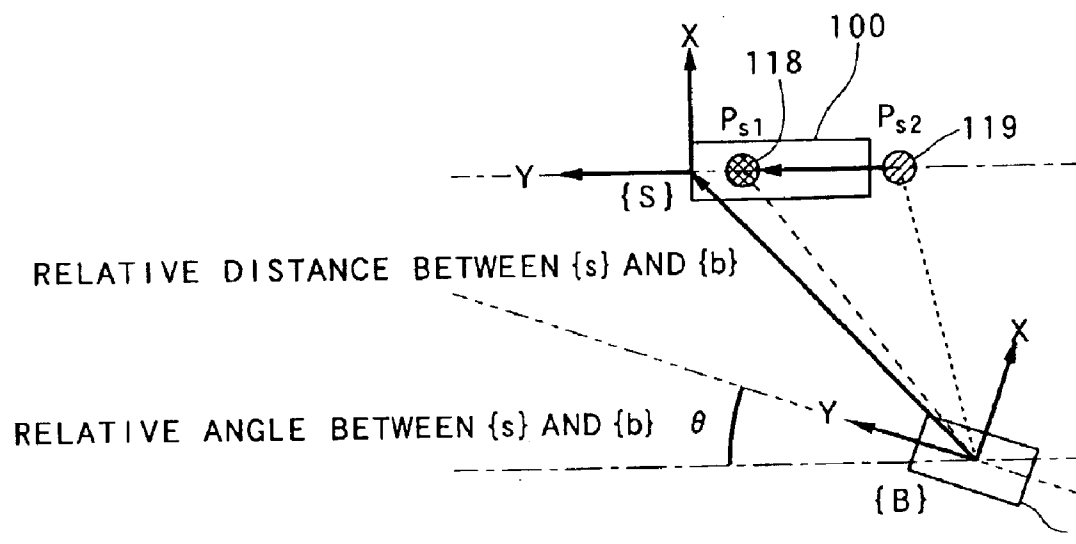 100
X
118
Ps1
Ps2
119
Y
{S}
RELATIVE DISTANCE BETWEEN {s} AND {b}
X
Y
RELATIVE ANGLE BETWEEN {s} AND {b} θ
{B}